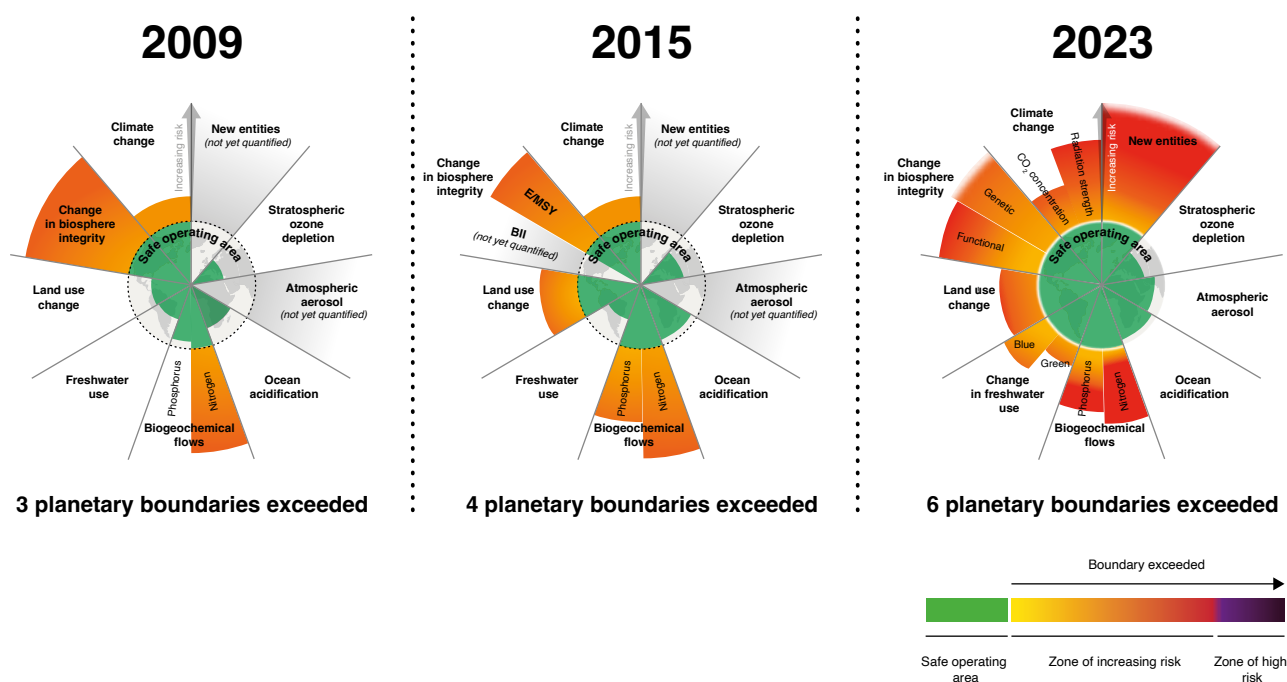 2009
Climate
change
Increasing risk
New entities
(not yet quantified)
Change
in biosphere
integrity
Safe operating area
Stratospheric
ozone
depletion
Land use
change
Atmospheric
aerosol
(not yet quantified)
Freshwater
use
Phosphorus
Nitrogen
Ocean
acidification
Biogeochemical
flows
3 planetary boundaries exceeded
2015
Climate
change
Increasing risk
New entities
(not yet quantified)
Change
in biosphere
integrity
E/MSY
BII
(not yet quantified)
Safe operating area
Stratospheric
ozone
depletion
Land use
change
Atmospheric
aerosol
(not yet quantified)
Freshwater
use
Phosphorus
Nitrogen
Ocean
acidification
Biogeochemical
flows
4 planetary boundaries exceeded
2023
Climate
change
Increasing risk
New entities
Radiation strength
CO2 concentration
Change
in biosphere
integrity
Genetic
Functional
Safe operating area
Stratospheric
ozone
depletion
Land use
change
Atmospheric
aerosol
Blue
Green
Change
in freshwater
use
Phosphorus
Nitrogen
Ocean
acidification
Biogeochemical
flows
6 planetary boundaries exceeded
Boundary exceeded
Safe operating
area
Zone of increasing risk
Zone of high
risk